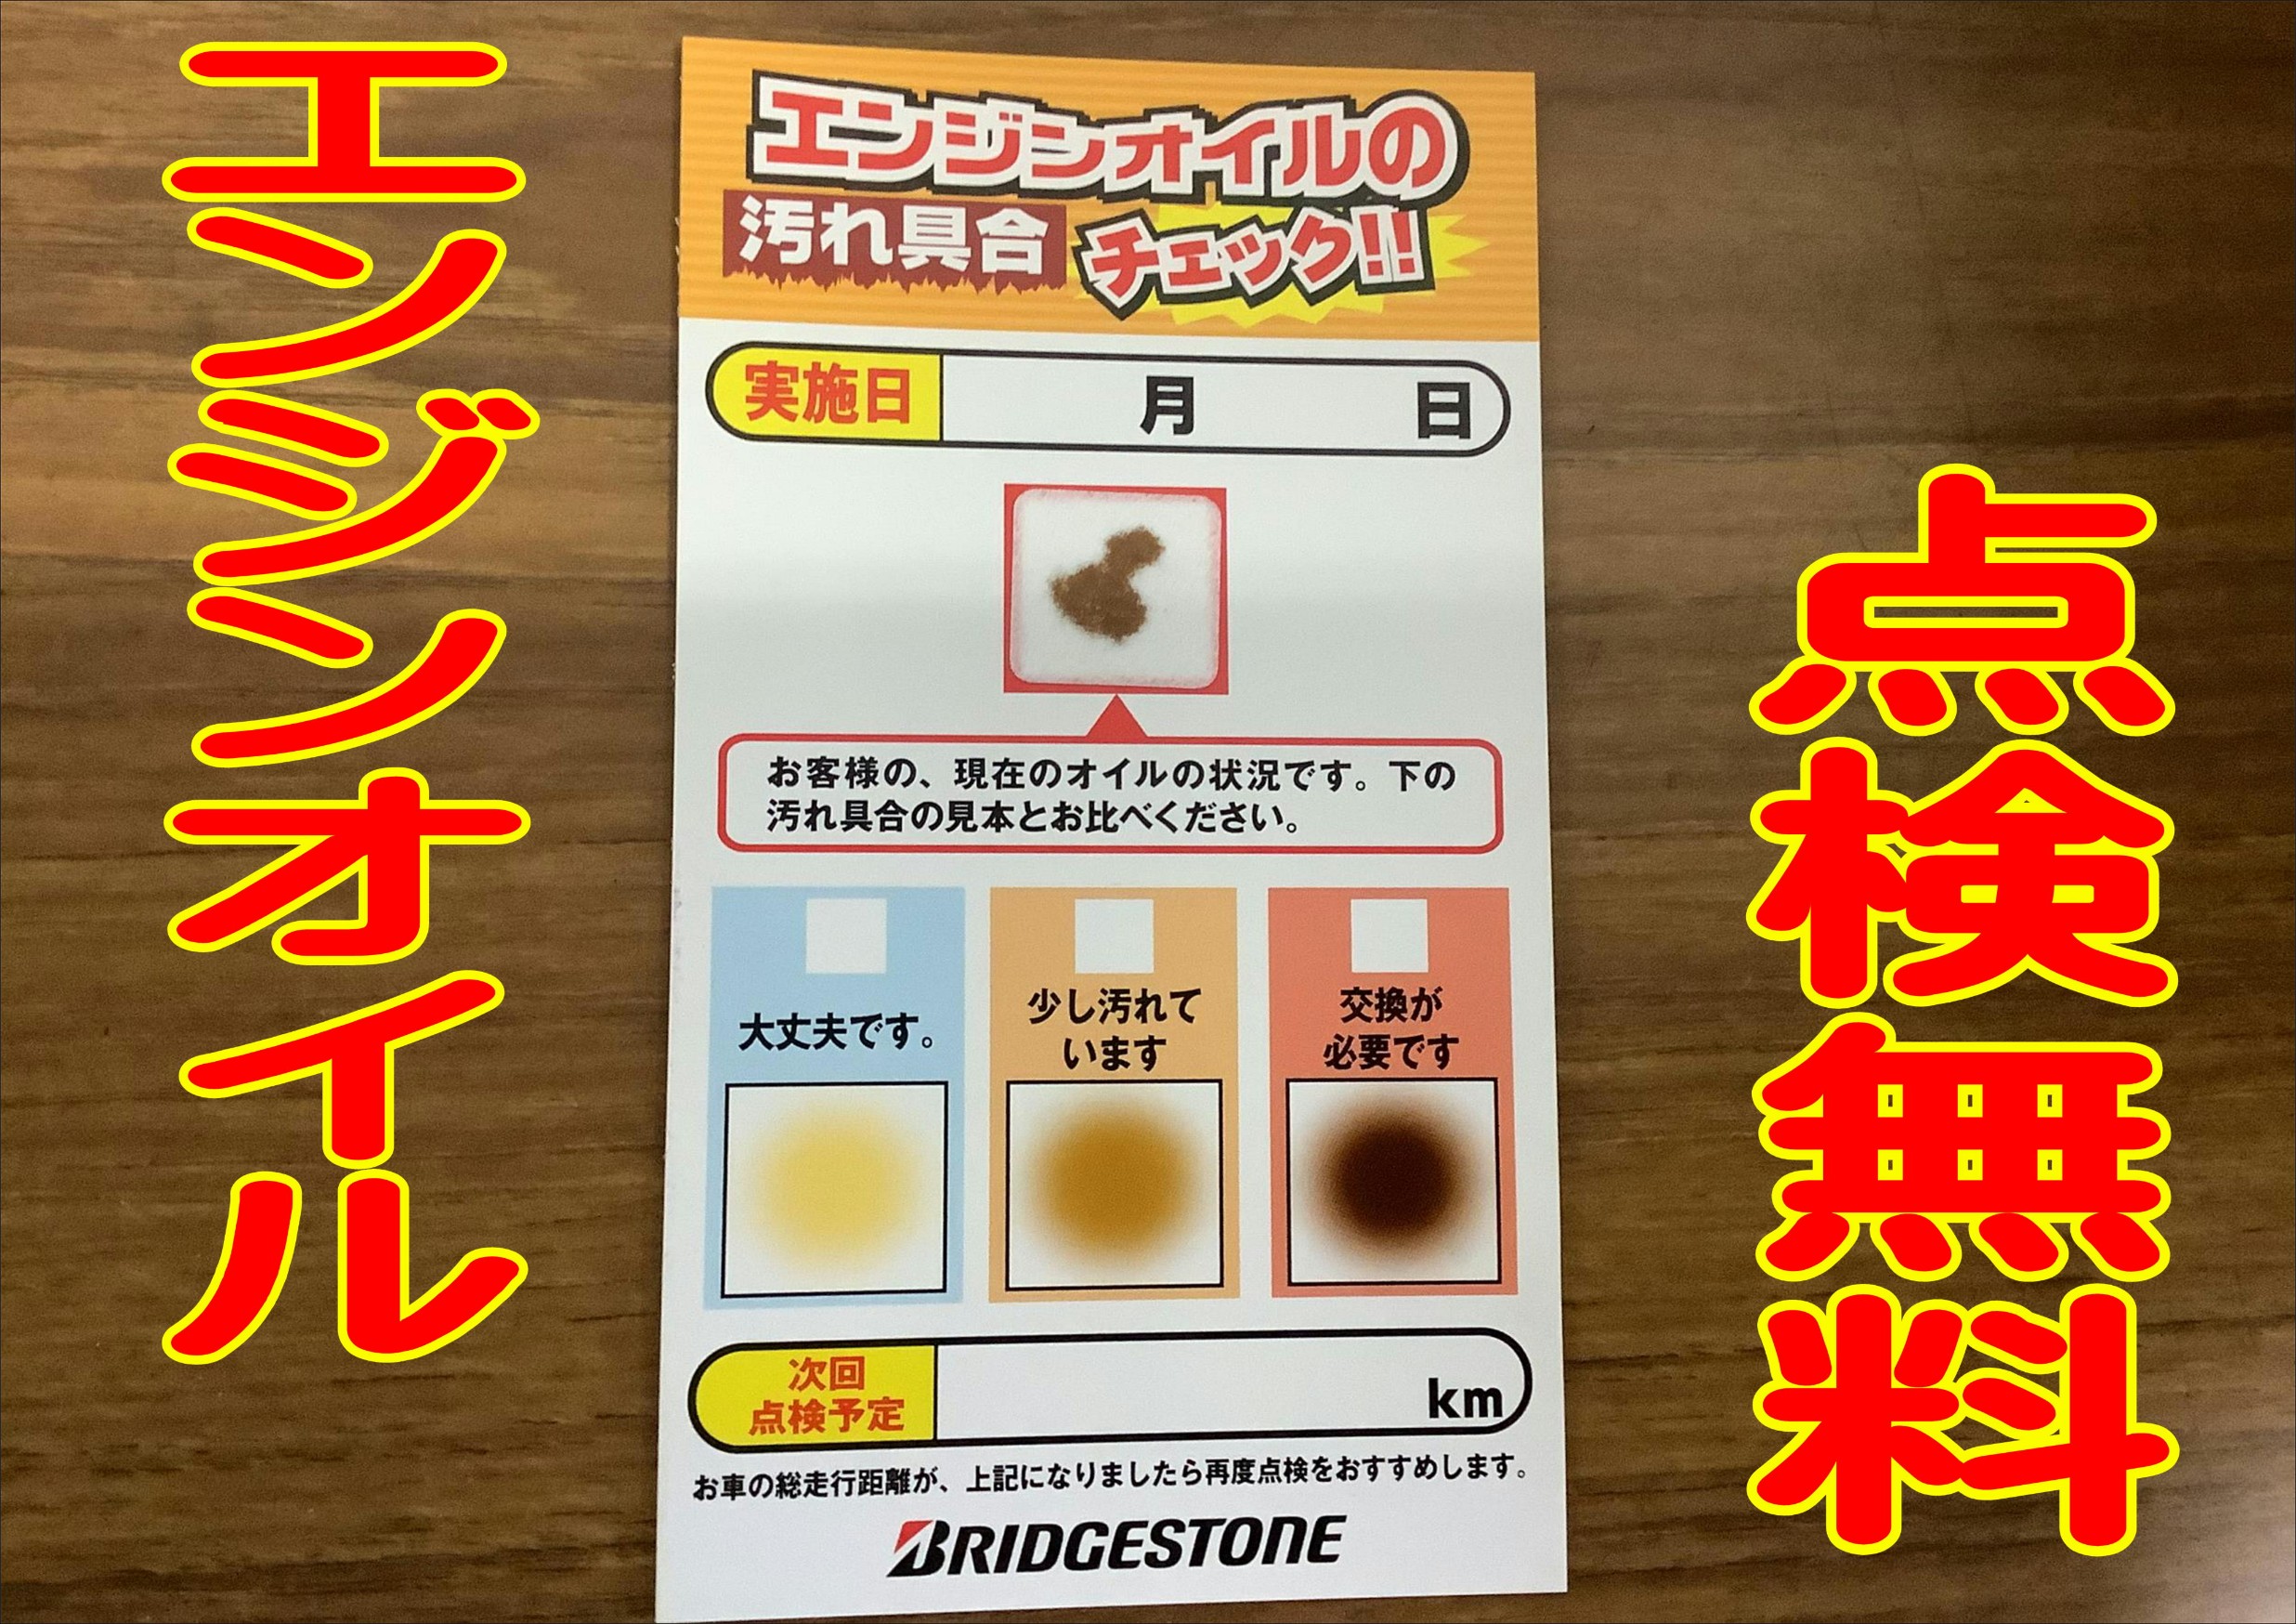 エンジンオイル
点検無料
エンジンオイルの
汚れ具合 チェック!!
実施日 月 日
お客様の、現在のオイルの状況です。下の
汚れ具合の見本とお比べください。
大丈夫です。
少し汚れて
います
交換が
必要です
次回
点検予定 km
お車の総走行距離が、上記になりましたら再度点検をおすすめします。
BRIDGESTONE